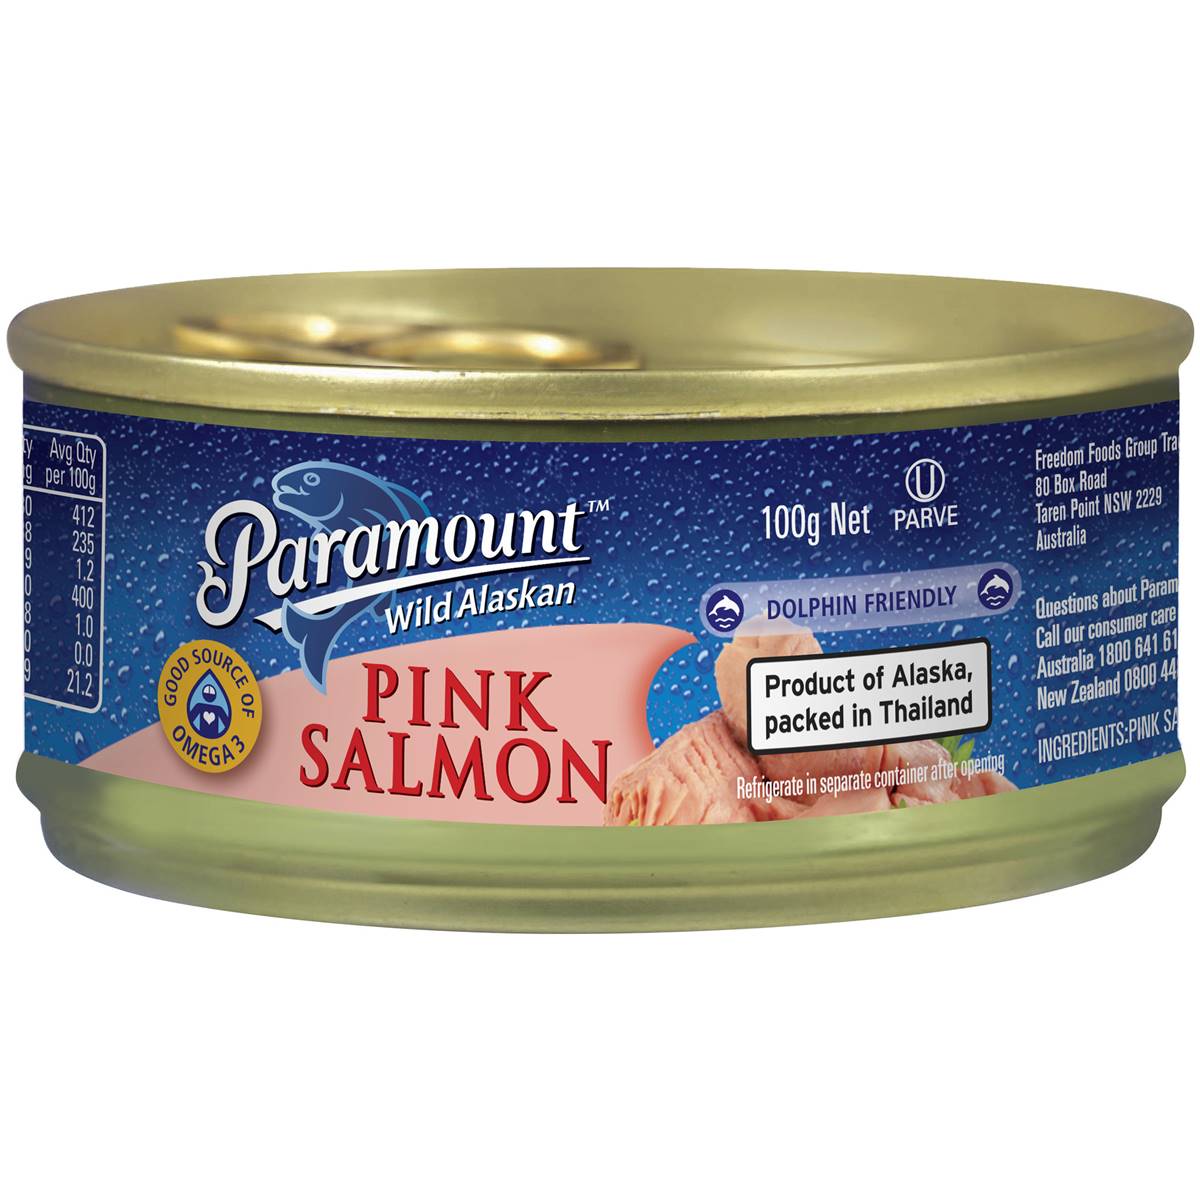 Avg Qty
per 100g
412
235
1.2
400
1.0
0.0
21.2
Paramount™
Wild Alaskan
GOOD SOURCE OF
OMEGA 3
PINK
SALMON
100g Net
U
PARVE
DOLPHIN FRIENDLY
Product of Alaska,
packed in Thailand
Refrigerate in separate container after opening
Freedom Foods Group
80 Box Road
Taren Point NSW 2229
Australia
Questions about
Call our consumer care
Australia 1800 641
New Zealand 0800
INGREDIENTS:PINK